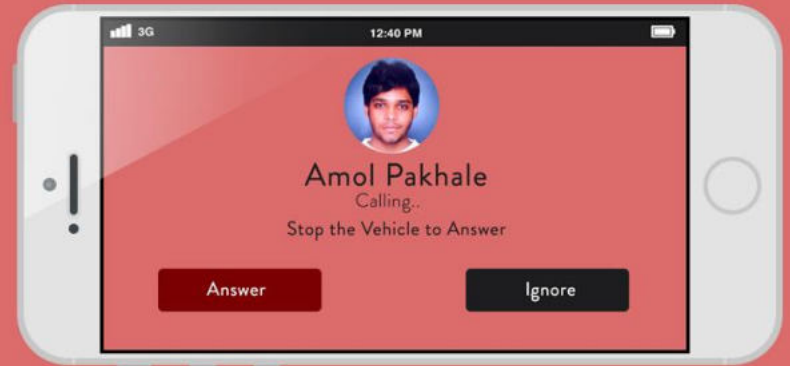 3G
12:40 PM
Amol Pakhale
Calling..
Stop the Vehicle to Answer
Answer
Ignore